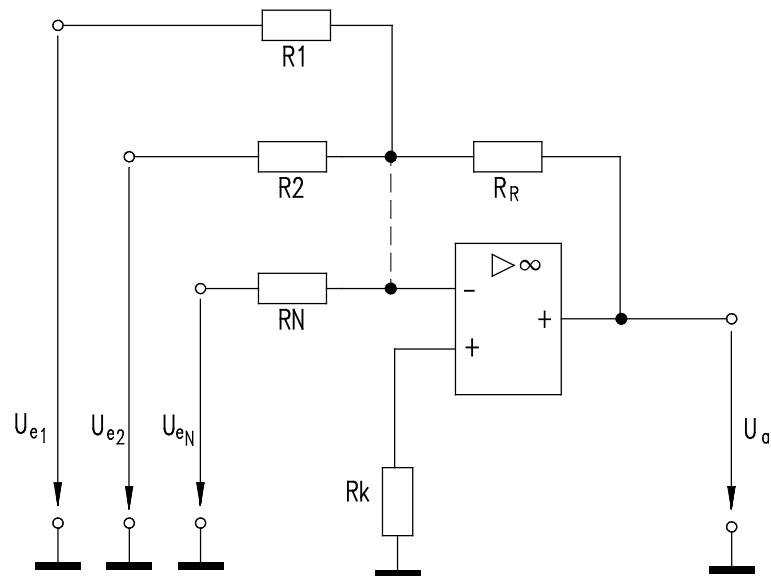 R1
R2
R_R
▷∞
RN
-
+
+
U_e1
U_e2
U_eN
U_a
Rk